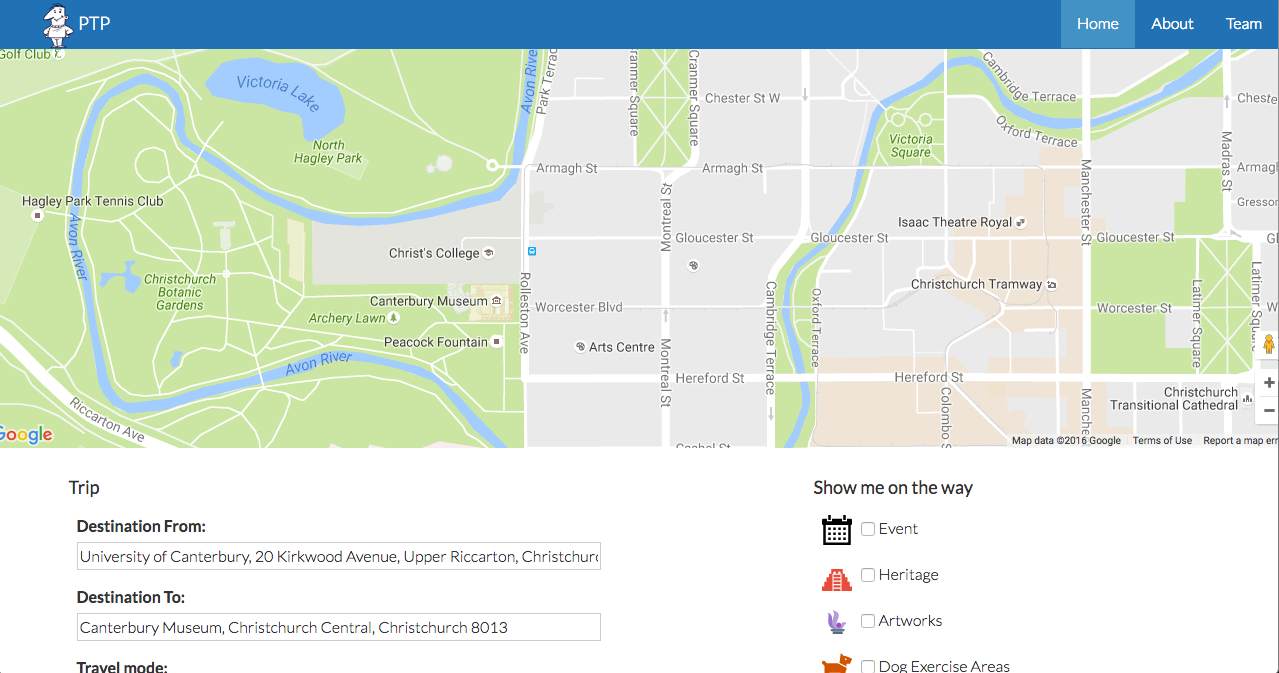 PTP
Home
About
Team
Golf Club
Victoria Lake
Avon Rive
Park Terrac
Cranmer Square
Chester St W
Cambridge Terrace
Cheste
North
Hagley Park
Oxford Terrace
Victoria
Square
Madras St
Armagh St
Armagh St
Armagh
Manchester St
Hagley Park Tennis Club
Montreal St
Gresson
Isaac Theatre Royal
Avon River
Christ's College
Gloucester St
Gloucester St
Gloucester St
Christchurch
Botanic
Gardens
Christchurch Tramway
Canterbury Museum
Rolleston Ave
Worcester Blvd
Worcester St
W
Archery Lawn
Cambridge Terrace
Oxford Terrace
Latimer Square
Latimer Square
Peacock Fountain
Arts Centre
Avon River
Montreal St
Hereford St
Hereford St
Riccarton Ave
Colombo S
Manche
Christchurch
Transitional Cathedral
Google
Cashel St
Map data ©2016 Google
Terms of Use
Report a map err
Trip
Show me on the way
Destination From:
Event
University of Canterbury, 20 Kirkwood Avenue, Upper Riccarton, Christchurc
Heritage
Destination To:
Artworks
Canterbury Museum, Christchurch Central, Christchurch 8013
Travel mode:
Dog Exercise Areas